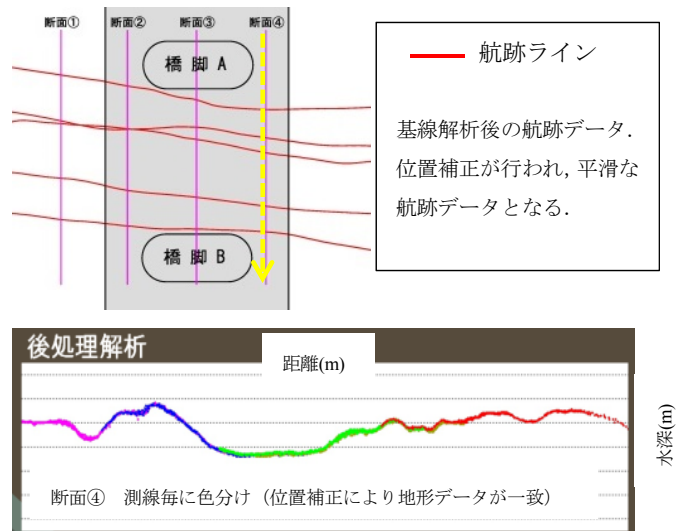 断面① 断面② 断面③ 断面④
橋 脚 A
橋 脚 B
航跡ライン
基線解析後の航跡データ.
位置補正が行われ, 平滑な
航跡データとなる.
後処理解析
距離(m)
水深(m)
断面④ 測線毎に色分け（位置補正により地形データが一致）